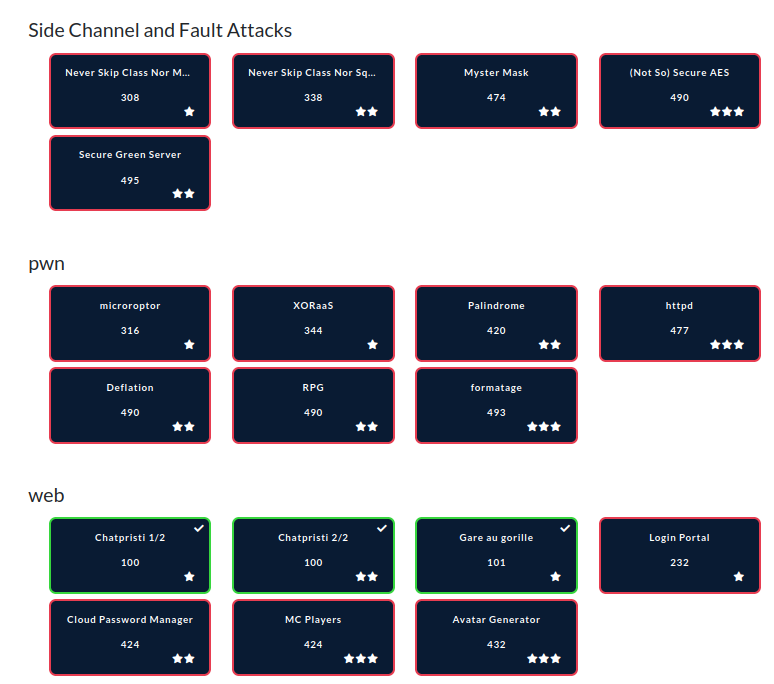 Side Channel and Fault Attacks
Never Skip Class Nor M...
308
Never Skip Class Nor Sq...
338
Myster Mask
474
(Not So) Secure AES
490
Secure Green Server
495
pwn
microroptor
316
XORaaS
344
Palindrome
420
httpd
477
Deflation
490
RPG
490
formatage
493
web
Chatpristi 1/2
100
Chatpristi 2/2
100
Gare au gorille
101
Login Portal
232
Cloud Password Manager
424
MC Players
424
Avatar Generator
432